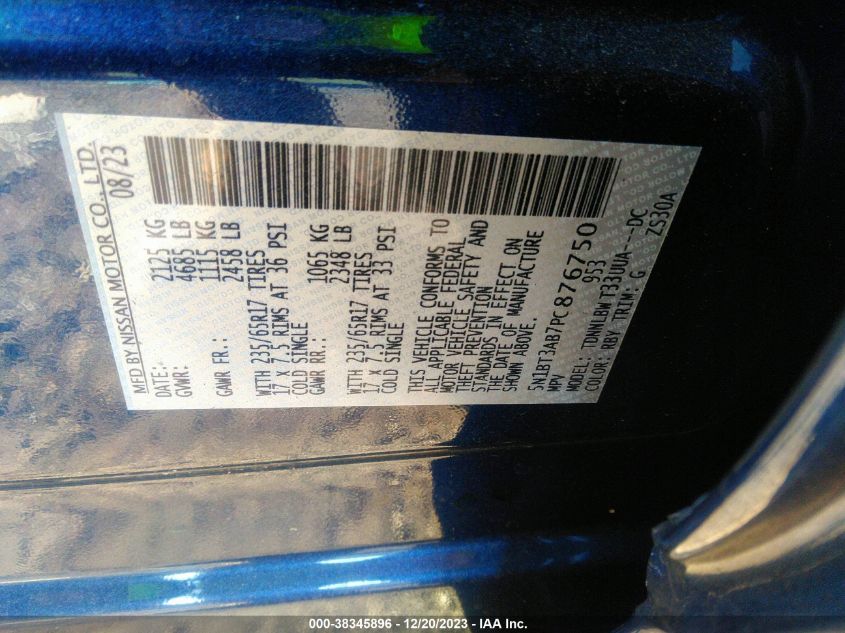 MFD BY NISSAN MOTOR CO., LTD.
08/23
GVWR: 2125 KG
4685 LB
GAWR FR.: 1115 KG
2458 LB
WITH 235/65R17 TIRES
17 X 7.5 RIMS AT 36 PSI
COLD SINGLE
GAWR RR.: 1065 KG
2348 LB
WITH 235/65R17 TIRES
17 X 7.5 RIMS AT 33 PSI
COLD SINGLE
THIS VEHICLE CONFORMS TO
ALL APPLICABLE FEDERAL
MOTOR VEHICLE SAFETY AND
THEFT PREVENTION
STANDARDS IN EFFECT ON
THE DATE OF MANUFACTURE
SHOWN ABOVE.
5N1BT3AB7PC876750
MPV 953
MODEL: TDNNLBWT33UUA---DC
COLOR: RBY TRIM: G ZS30A
000-38345896 - 12/20/2023 - IAA Inc.